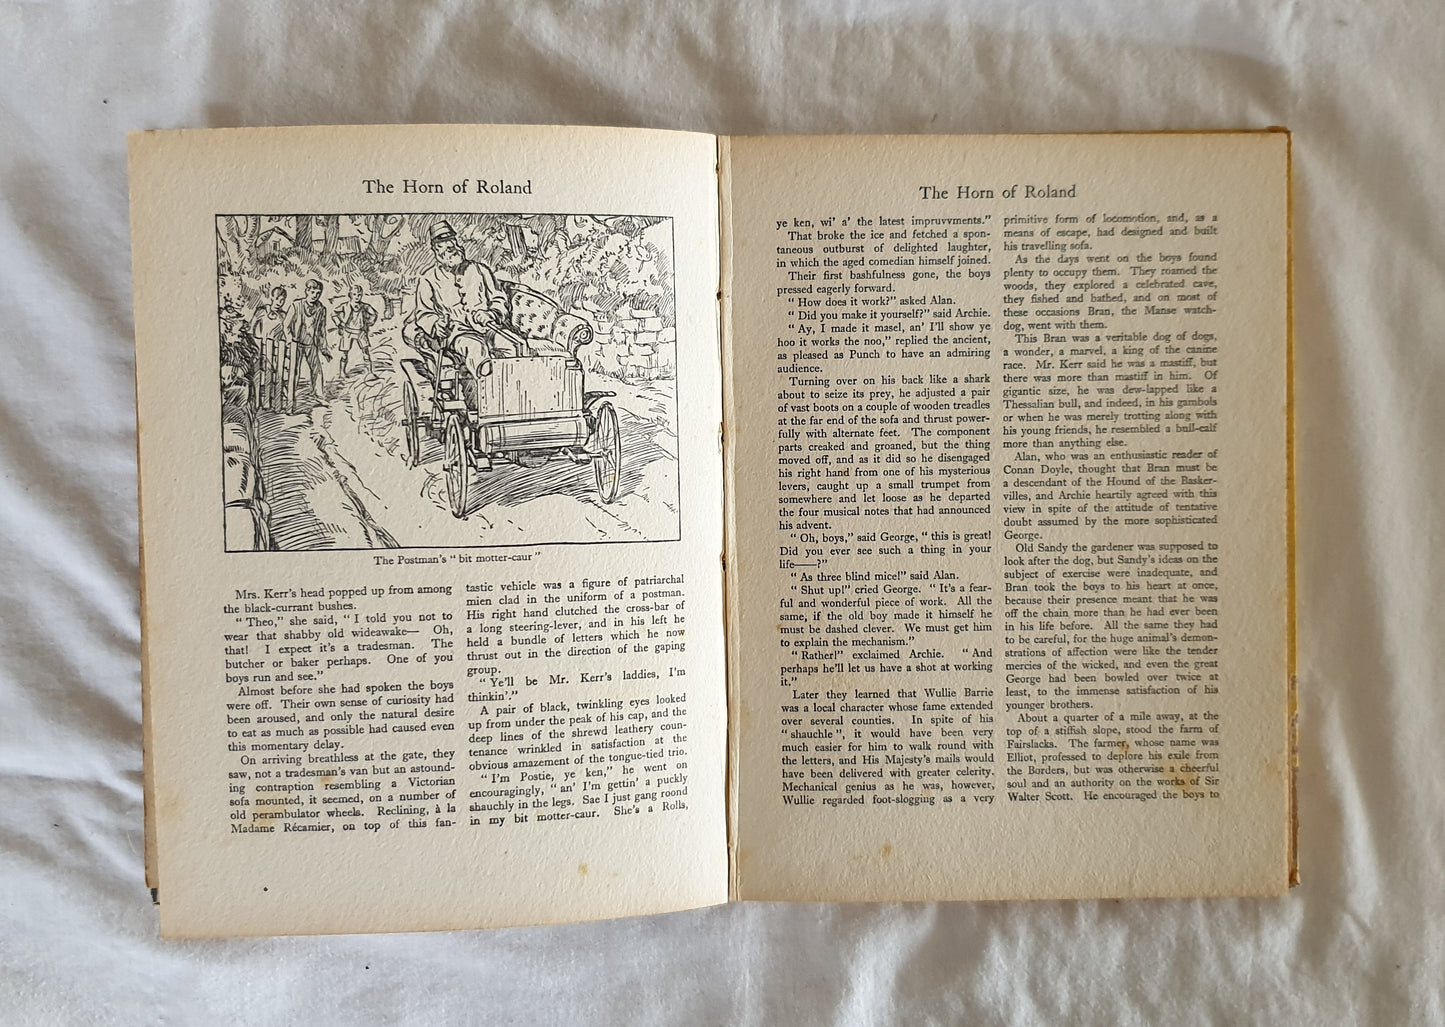 The Horn of Roland
The Postman's “ bit motter-caur ”
Mrs. Kerr's head popped up from among
the black-currant bushes.
“ Theo,” she said, “ I told you not to
wear that shabby old wideawake— Oh,
that! I expect it's a tradesman. The
butcher or baker perhaps. One of you
boys run and see.”
Almost before she had spoken the boys
were off. Their own sense of curiosity had
been aroused, and only the natural desire
to eat as much as possible had caused even
this momentary delay.
On arriving breathless at the gate, they
saw, not a tradesman's van but an astound-
ing contraption resembling a Victorian
sofa mounted, it seemed, on a number of
old perambulator wheels. Reclining, à la
Madame Récamier, on top of this fan-
tastic vehicle was a figure of patriarchal
mien clad in the uniform of a postman.
His right hand clutched the cross-bar of
a long steering-lever, and in his left he
held a bundle of letters which he now
thrust out in the direction of the gaping
group.
“ Ye'll be Mr. Kerr's laddies, I'm
thinkin'.”
A pair of black, twinkling eyes looked
up from under the peak of his cap, and the
deep lines of the shrewd leathery coun-
tenance wrinkled in satisfaction at the
obvious amazement of the tongue-tied trio.
“ I'm Postie, ye ken,” he went on
encouragingly, “ an' I'm gettin' a puckly
shauchly in the legs. Sae I just gang roond
in my bit motter-caur. She's a Rolls,
The Horn of Roland
ye ken, wi' a' the latest impruvvments.”
That broke the ice and fetched a spon-
taneous outburst of delighted laughter,
in which the aged comedian himself joined.
Their first bashfulness gone, the boys
pressed eagerly forward.
“ How does it work?” asked Alan.
“ Did you make it yourself?” said Archie.
“ Ay, I made it masel, an' I'll show ye
hoo it works the noo,” replied the ancient,
as pleased as Punch to have an admiring
audience.
Turning over on his back like a shark
about to seize its prey, he adjusted a pair
of vast boots on a couple of wooden treadles
at the far end of the sofa and thrust power-
fully with alternate feet. The component
parts creaked and groaned, but the thing
moved off, and as it did so he disengaged
his right hand from one of his mysterious
levers, caught up a small trumpet from
somewhere and let loose as he departed
the four musical notes that had announced
his advent.
“ Oh, boys,” said George, “ this is great!
Did you ever see such a thing in your
life——?”
“ As three blind mice!” said Alan.
“ Shut up!” cried George. “ It's a fear-
ful and wonderful piece of work. All the
same, if the old boy made it himself he
must be dashed clever. We must get him
to explain the mechanism.”
“ Rather!” exclaimed Archie. “ And
perhaps he'll let us have a shot at working
it.”
Later they learned that Wullie Barrie
was a local character whose fame extended
over several counties. In spite of his
“ shauchle ”, it would have been very
much easier for him to walk round with
the letters, and His Majesty's mails would
have been delivered with greater celerity.
Mechanical genius as he was, however,
Wullie regarded foot-slogging as a very
primitive form of locomotion, and, as a
means of escape, had designed and built
his travelling sofa.
As the days went on the boys found
plenty to occupy them. They roamed the
woods, they explored a celebrated cave,
they fished and bathed, and on most of
these occasions Bran, the Manse watch-
dog, went with them.
This Bran was a veritable dog of dogs,
a wonder, a marvel, a king of the canine
race. Mr. Kerr said he was a mastiff, but
there was more than mastiff in him. Of
gigantic size, he was dew-lapped like a
Thessalian bull, and indeed, in his gambols
or when he was merely trotting along with
his young friends, he resembled a bull-calf
more than anything else.
Alan, who was an enthusiastic reader of
Conan Doyle, thought that Bran must be
a descendant of the Hound of the Basker-
villes, and Archie heartily agreed with this
view in spite of the attitude of tentative
doubt assumed by the more sophisticated
George.
Old Sandy the gardener was supposed to
look after the dog, but Sandy's ideas on the
subject of exercise were inadequate, and
Bran took the boys to his heart at once,
because their presence meant that he was
off the chain more than he had ever been
in his life before. All the same they had
to be careful, for the huge animal's demon-
strations of affection were like the tender
mercies of the wicked, and even the great
George had been bowled over twice at
least, to the immense satisfaction of his
younger brothers.
About a quarter of a mile away, at the
top of a stiffish slope, stood the farm of
Fairslacks. The farmer, whose name was
Elliot, professed to deplore his exile from
the Borders, but was otherwise a cheerful
soul and an authority on the works of Sir
Walter Scott. He encouraged the boys to